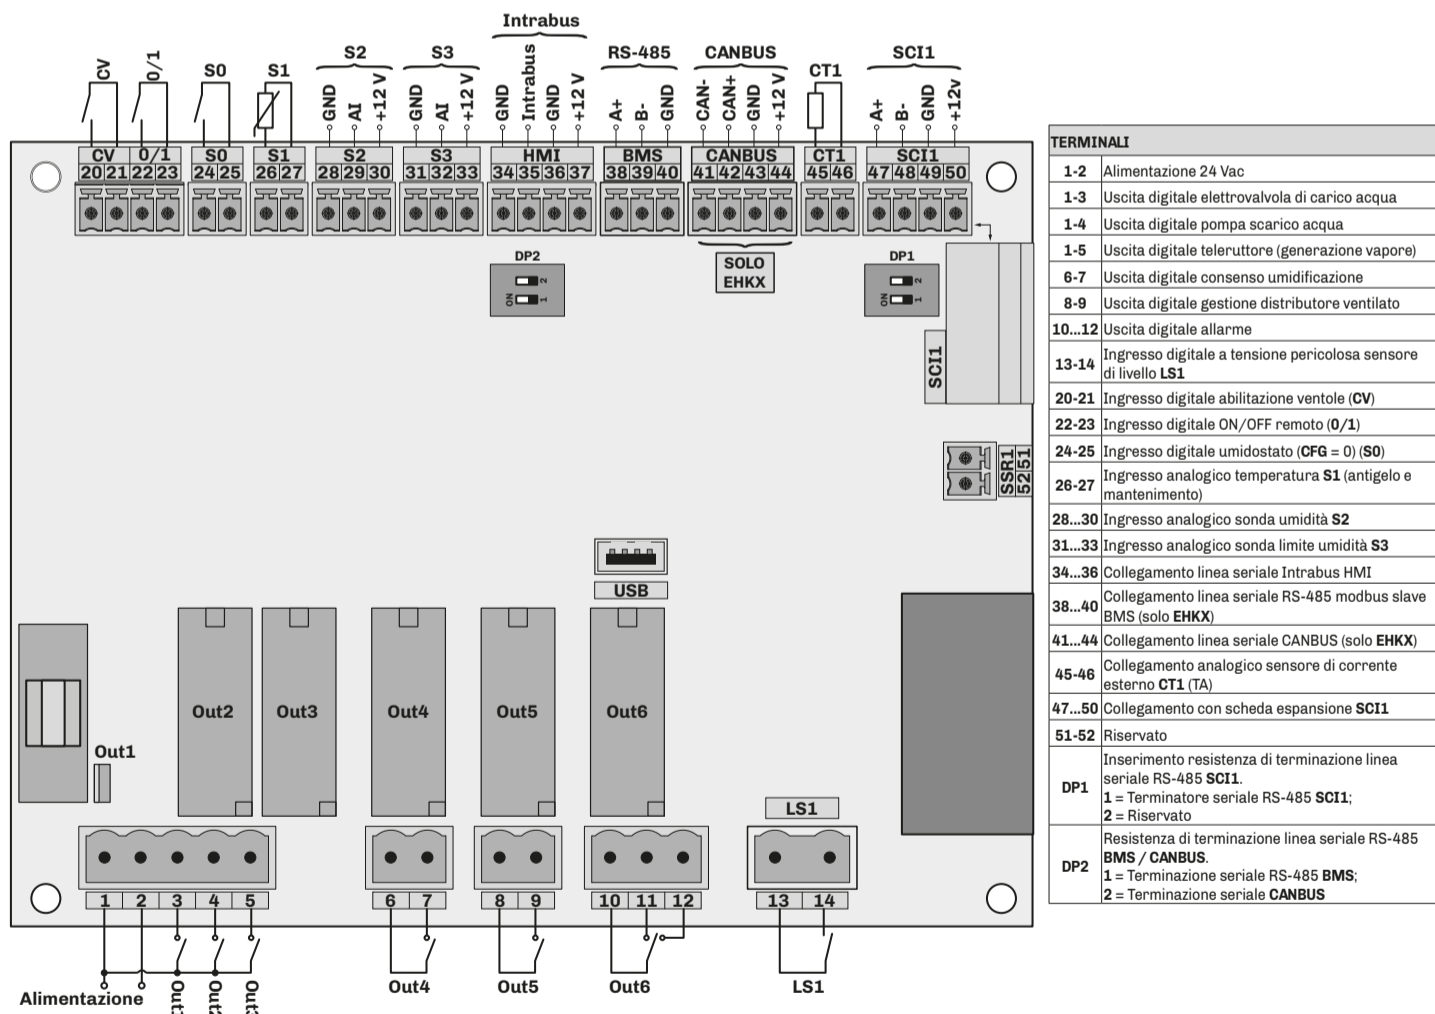 Intrabus
S2
S3
RS-485
CANBUS
SCI1
CV
0/1
S0
S1
GND
AI
+12 V
GND
AI
+12 V
GND
Intrabus
GND
+12 V
A+
B-
GND
CAN-
CAN+
GND
+12 V
CT1
A+
B-
GND
+12v
CV
0/1
S0
S1
S2
S3
HMI
BMS
CANBUS
CT1
SCI1
20 21 22 23 24 25 26 27 28 29 30 31 32 33 34 35 36 37 38 39 40 41 42 43 44 45 46 47 48 49 50
DP2
ON
1
2
SOLO
EHKX
DP1
ON
1
2
SCI1
SSR1
52 51
USB
Out1
Out2
Out3
Out4
Out5
Out6
LS1
1 2 3 4 5 6 7 8 9 10 11 12 13 14
Alimentazione
Out4
Out5
Out6
LS1
TERMINALI
1-2 Alimentazione 24 Vac
1-3 Uscita digitale elettrovalvola di carico acqua
1-4 Uscita digitale pompa scarico acqua
1-5 Uscita digitale teleruttore (generazione vapore)
6-7 Uscita digitale consenso umidificazione
8-9 Uscita digitale gestione distributore ventilato
10...12 Uscita digitale allarme
13-14 Ingresso digitale a tensione pericolosa sensore
di livello LS1
20-21 Ingresso digitale abilitazione ventole (CV)
22-23 Ingresso digitale ON/OFF remoto (0/1)
24-25 Ingresso digitale umidostato (CFG = 0) (S0)
26-27 Ingresso analogico temperatura S1 (antigelo e
mantenimento)
28...30 Ingresso analogico sonda umidità S2
31...33 Ingresso analogico sonda limite umidità S3
34...36 Collegamento linea seriale Intrabus HMI
38...40 Collegamento linea seriale RS-485 modbus slave
BMS (solo EHKX)
41...44 Collegamento linea seriale CANBUS (solo EHKX)
45-46 Collegamento analogico sensore di corrente
esterno CT1 (TA)
47...50 Collegamento con scheda espansione SCI1
51-52 Riservato
DP1 Inserimento resistenza di terminazione linea
seriale RS-485 SCI1.
1 = Terminatore seriale RS-485 SCI1;
2 = Riservato
DP2 Resistenza di terminazione linea seriale RS-485
BMS / CANBUS.
1 = Terminazione seriale RS-485 BMS;
2 = Terminazione seriale CANBUS